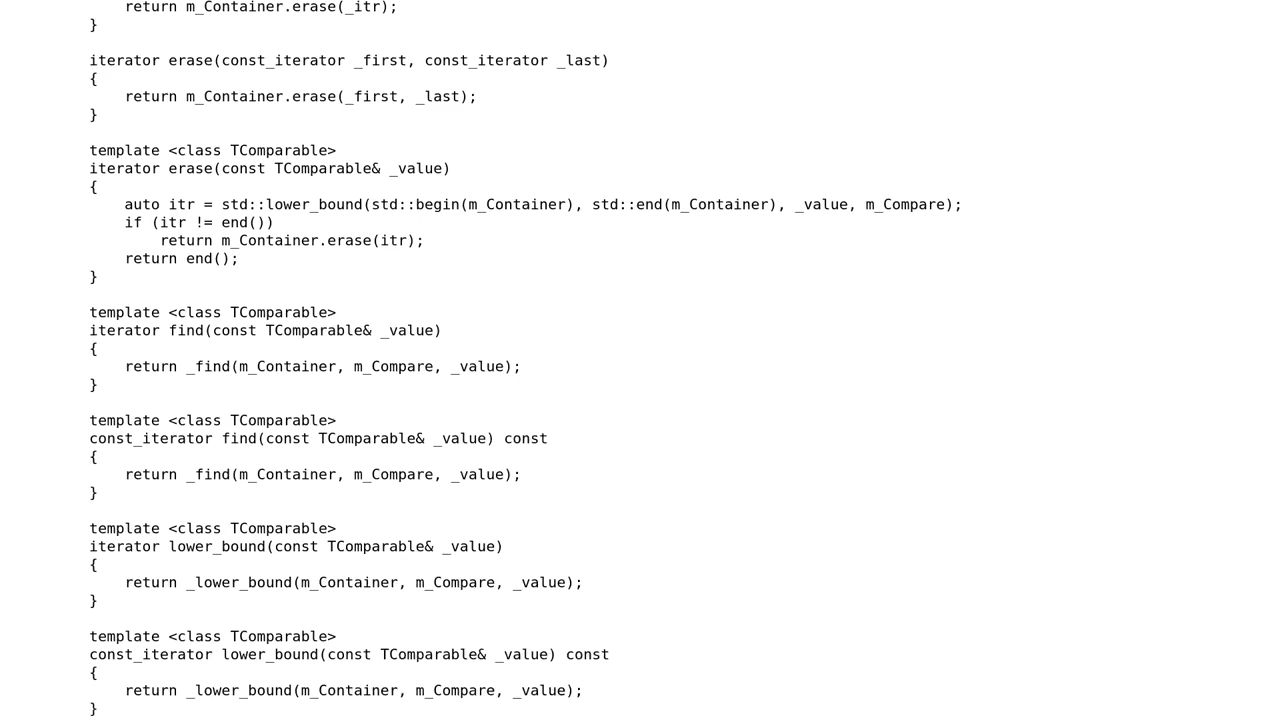 return m_Container.erase(_itr);
}

iterator erase(const_iterator _first, const_iterator _last)
{
    return m_Container.erase(_first, _last);
}

template <class TComparable>
iterator erase(const TComparable& _value)
{
    auto itr = std::lower_bound(std::begin(m_Container), std::end(m_Container), _value, m_Compare);
    if (itr != end())
        return m_Container.erase(itr);
    return end();
}

template <class TComparable>
iterator find(const TComparable& _value)
{
    return _find(m_Container, m_Compare, _value);
}

template <class TComparable>
const_iterator find(const TComparable& _value) const
{
    return _find(m_Container, m_Compare, _value);
}

template <class TComparable>
iterator lower_bound(const TComparable& _value)
{
    return _lower_bound(m_Container, m_Compare, _value);
}

template <class TComparable>
const_iterator lower_bound(const TComparable& _value) const
{
    return _lower_bound(m_Container, m_Compare, _value);
}